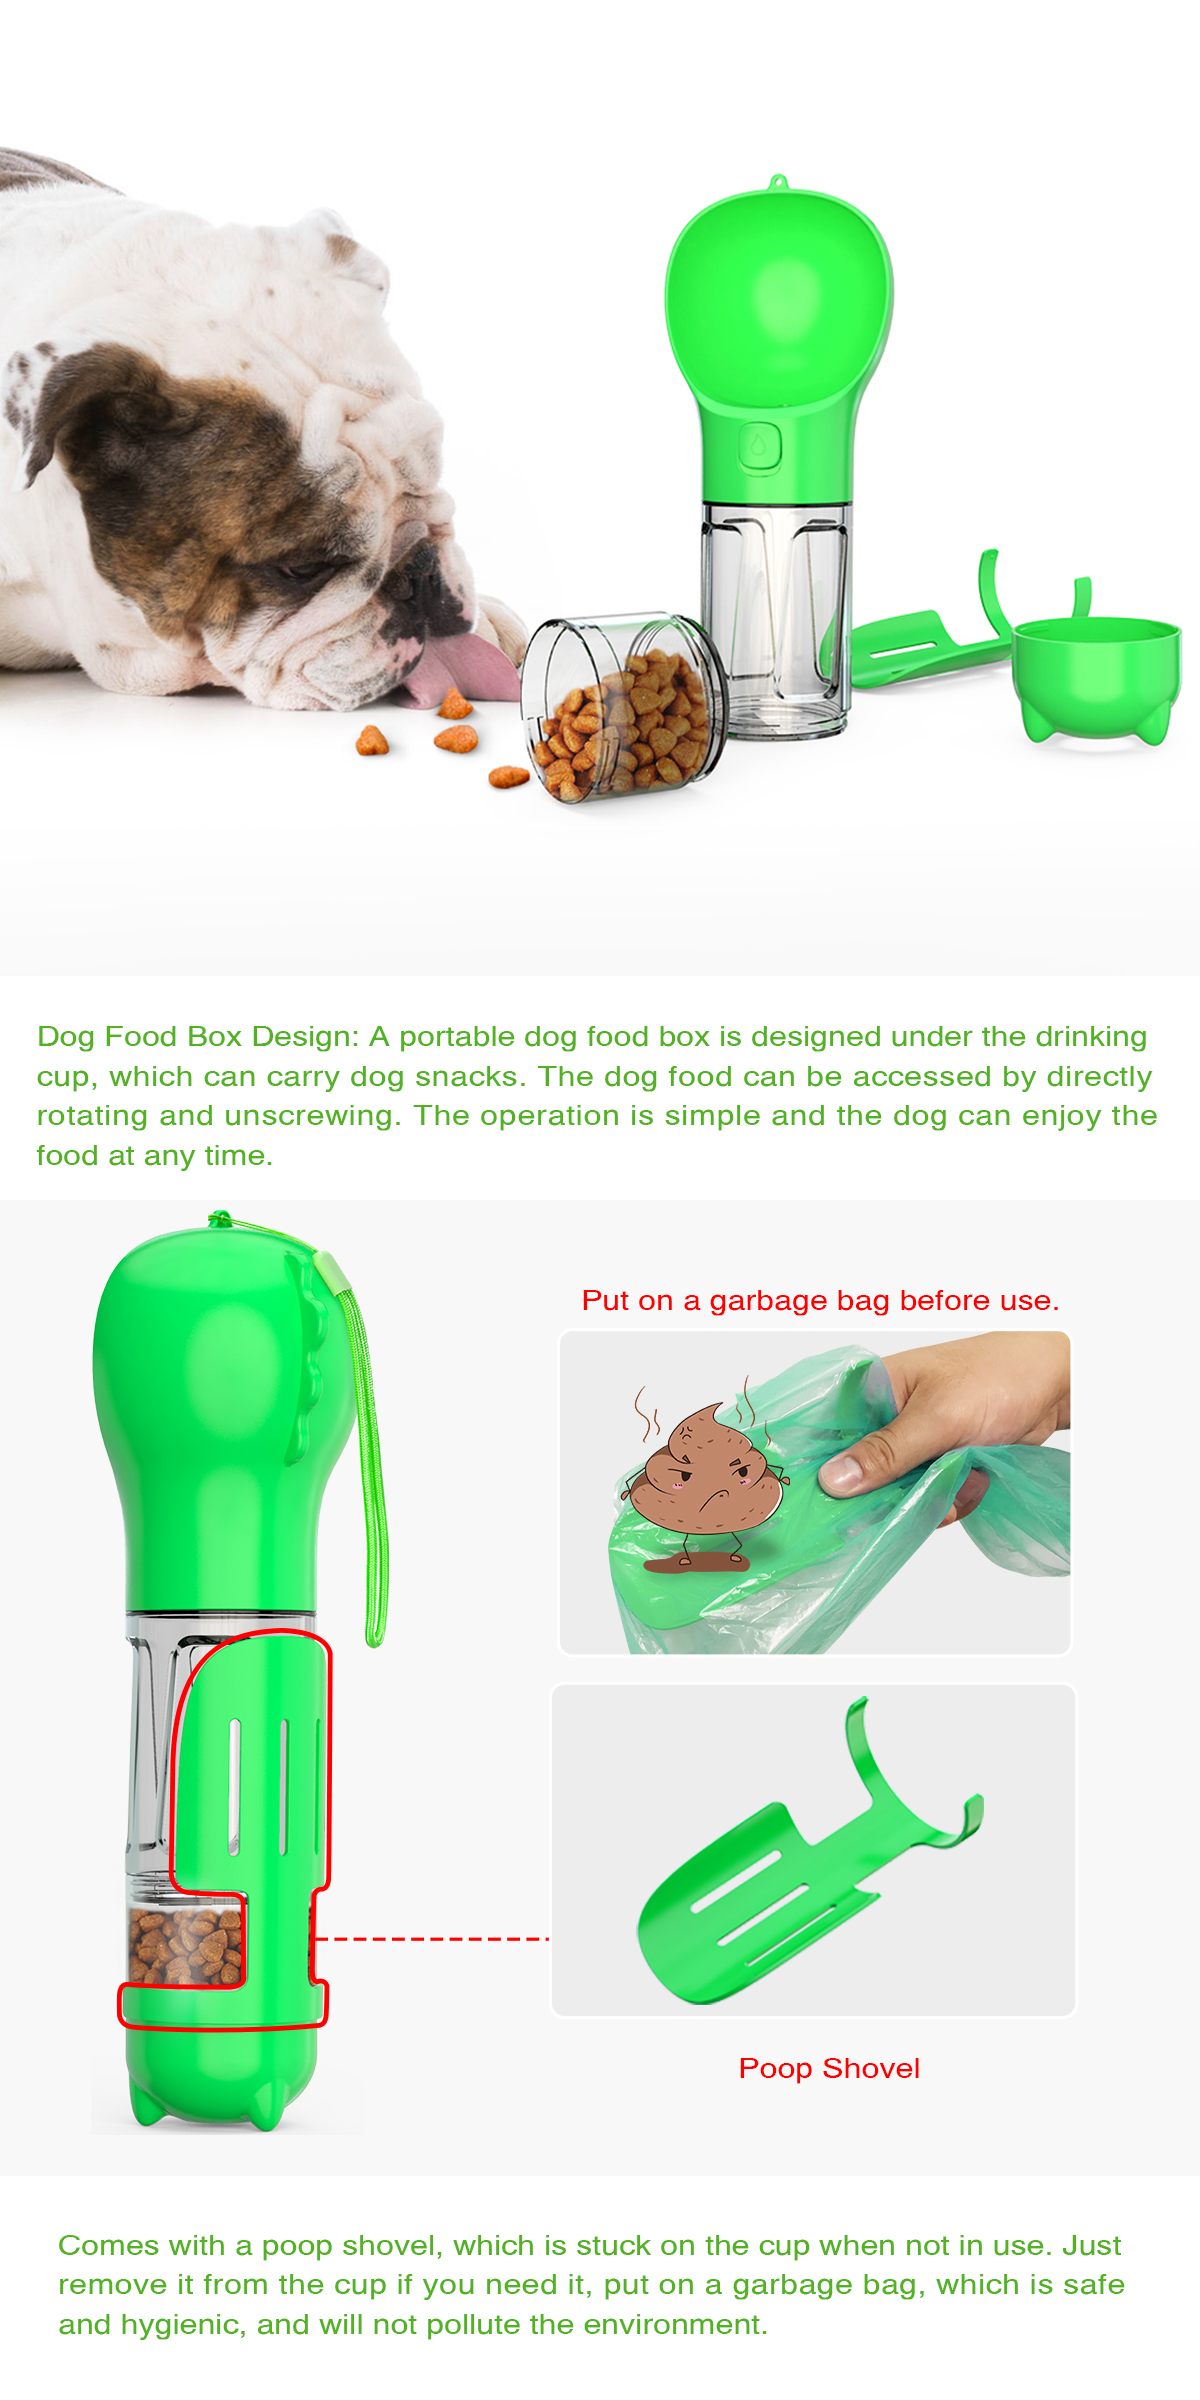 Dog Food Box Design: A portable dog food box is designed under the drinking
cup, which can carry dog snacks. The dog food can be accessed by directly
rotating and unscrewing. The operation is simple and the dog can enjoy the
food at any time.
Put on a garbage bag before use.
Poop Shovel
Comes with a poop shovel, which is stuck on the cup when not in use. Just
remove it from the cup if you need it, put on a garbage bag, which is safe
and hygienic, and will not pollute the environment.